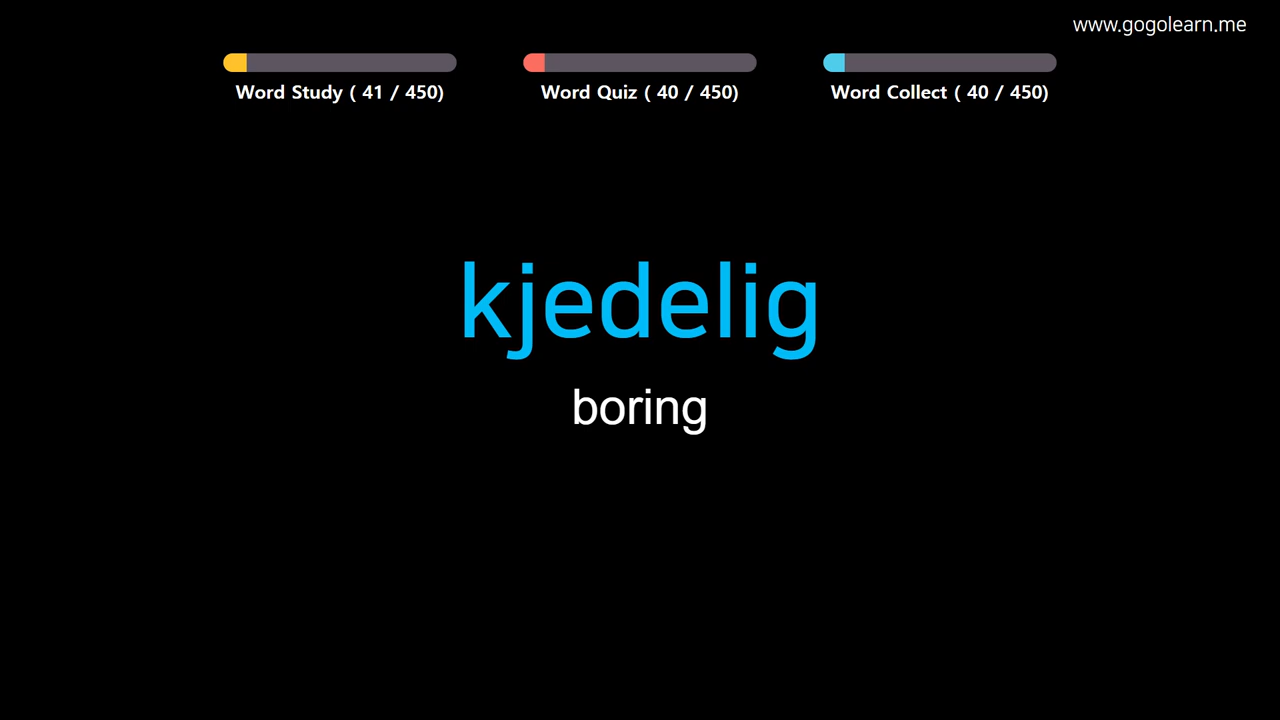 www.gogolearn.me
Word Study ( 41 / 450)
Word Quiz ( 40 / 450)
Word Collect ( 40 / 450)
kjedelig
boring